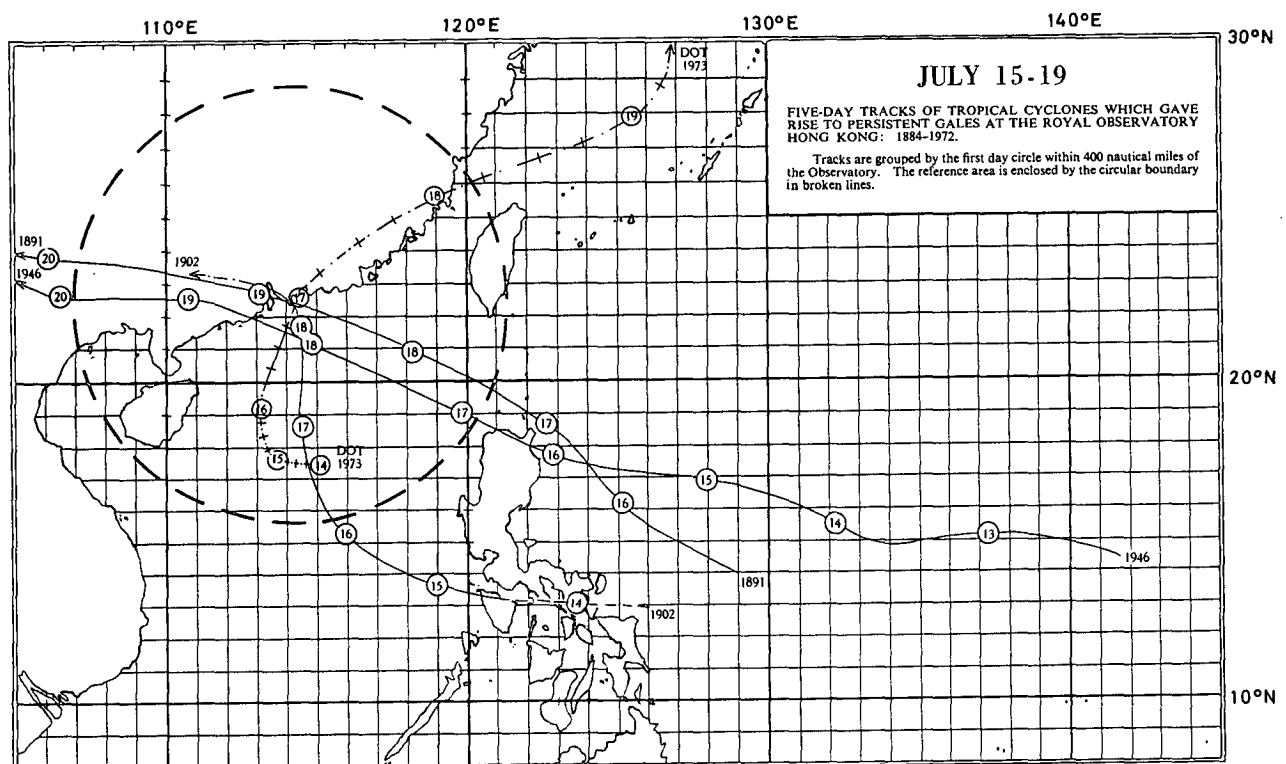 110°E 120°E 130°E 140°E
30°N
DOT
1973
JULY 15-19
FIVE-DAY TRACKS OF TROPICAL CYCLONES WHICH GAVE
RISE TO PERSISTENT GALES AT THE ROYAL OBSERVATORY
HONG KONG: 1884-1972.
Tracks are grouped by the first day circle within 400 nautical miles of
the Observatory. The reference area is enclosed by the circular boundary
in broken lines.
19
18
1891
20
1902
1946
20
19
19
17
18
18
18
20°N
16
17
17
17
15
14
DOT
1973
16
15
16
14
13
16
1946
1891
15
14
1902
10°N